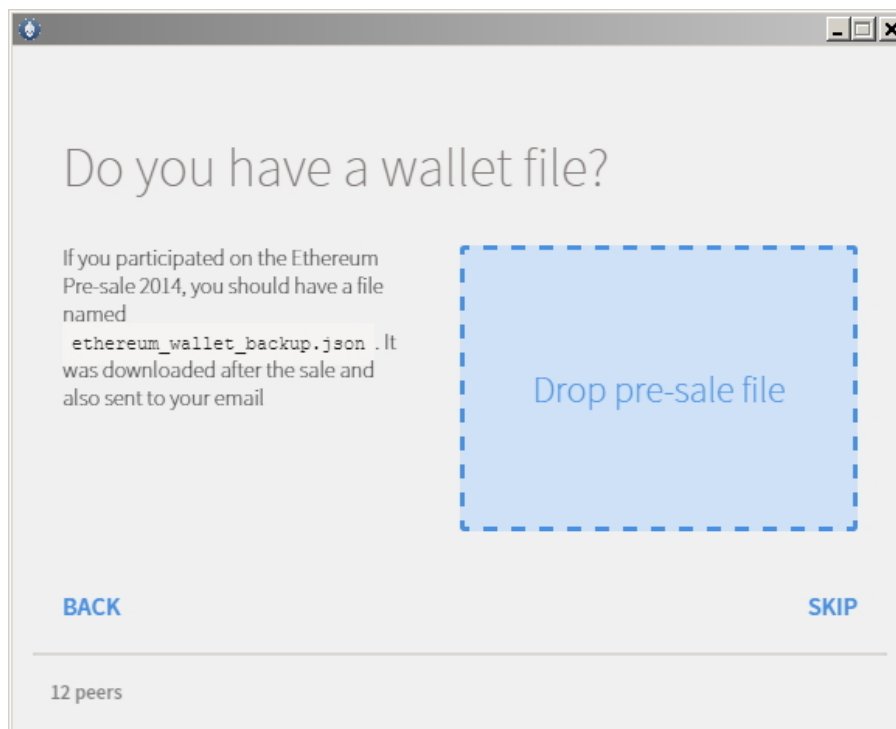 Do you have a wallet file?
If you participated on the Ethereum
Pre-sale 2014, you should have a file
named
ethereum_wallet_backup.json . It
was downloaded after the sale and
also sent to your email
Drop pre-sale file
BACK
SKIP
12 peers